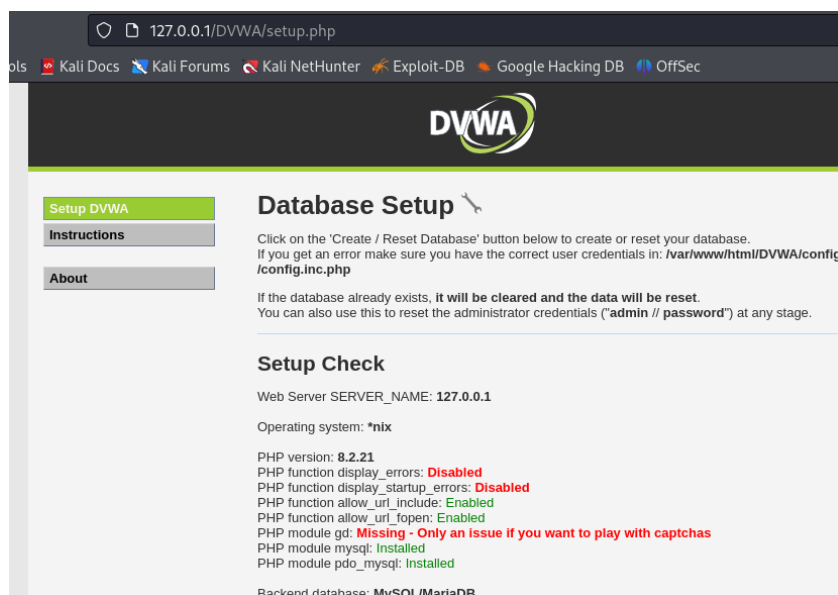 127.0.0.1/DVWA/setup.php
ols Kali Docs Kali Forums Kali NetHunter Exploit-DB Google Hacking DB OffSec
DVWA
Setup DVWA
Instructions
About
Database Setup
Click on the 'Create / Reset Database' button below to create or reset your database.
If you get an error make sure you have the correct user credentials in: /var/www/html/DVWA/config
/config.inc.php
If the database already exists, it will be cleared and the data will be reset.
You can also use this to reset the administrator credentials ("admin // password") at any stage.
Setup Check
Web Server SERVER_NAME: 127.0.0.1
Operating system: *nix
PHP version: 8.2.21
PHP function display_errors: Disabled
PHP function display_startup_errors: Disabled
PHP function allow_url_include: Enabled
PHP function allow_url_fopen: Enabled
PHP module gd: Missing - Only an issue if you want to play with captchas
PHP module mysql: Installed
PHP module pdo_mysql: Installed
Backend database: MySQL/MariaDB